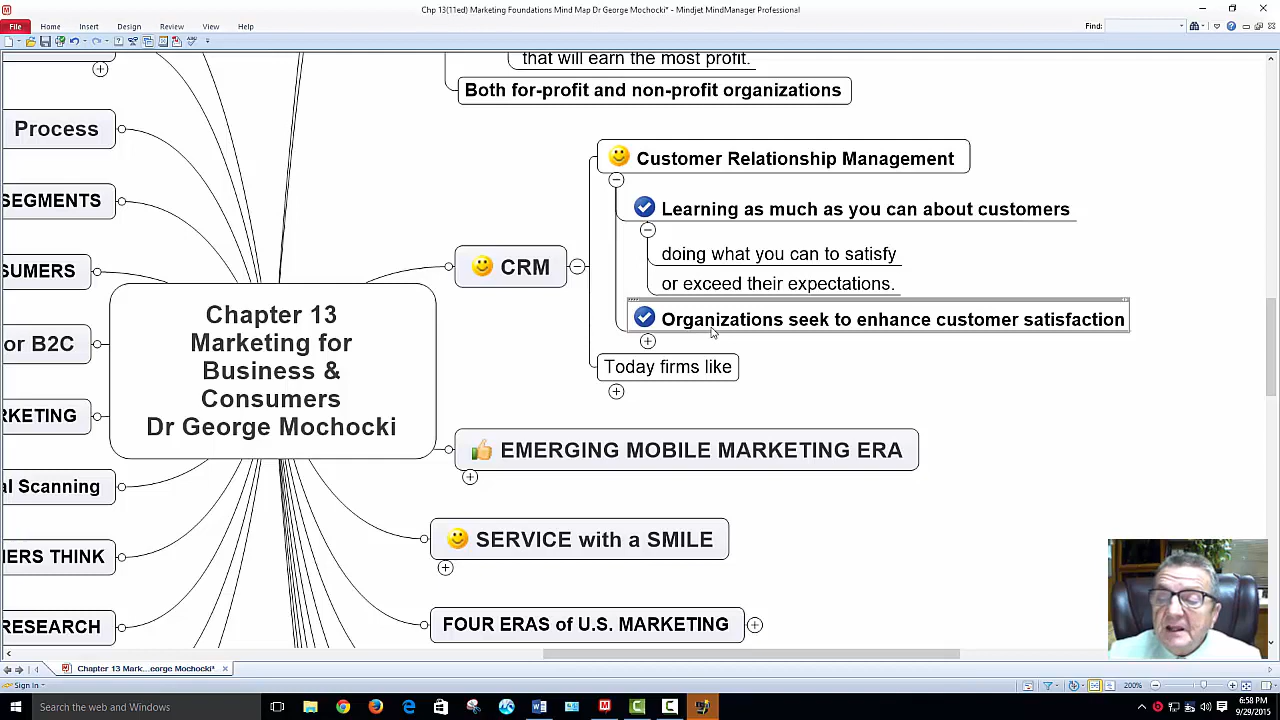 Chp 13(11ed) Marketing Foundations Mind Map Dr George Mochocki* - Mindjet MindManager Professional
File Home Insert Design Review View Help Find:
that will earn the most profit.
Both for-profit and non-profit organizations
Process
SEGMENTS
SUMERS
or B2C
RKETING
al Scanning
IERS THINK
RESEARCH
Chapter 13
Marketing for
Business &
Consumers
Dr George Mochocki
CRM
Customer Relationship Management
Learning as much as you can about customers
doing what you can to satisfy
or exceed their expectations.
Organizations seek to enhance customer satisfaction
Today firms like
EMERGING MOBILE MARKETING ERA
SERVICE with a SMILE
FOUR ERAS of U.S. MARKETING
Chapter 13 Mark...eorge Mochocki*
Sign In 200%
Search the web and Windows
6:58 PM
9/29/2015